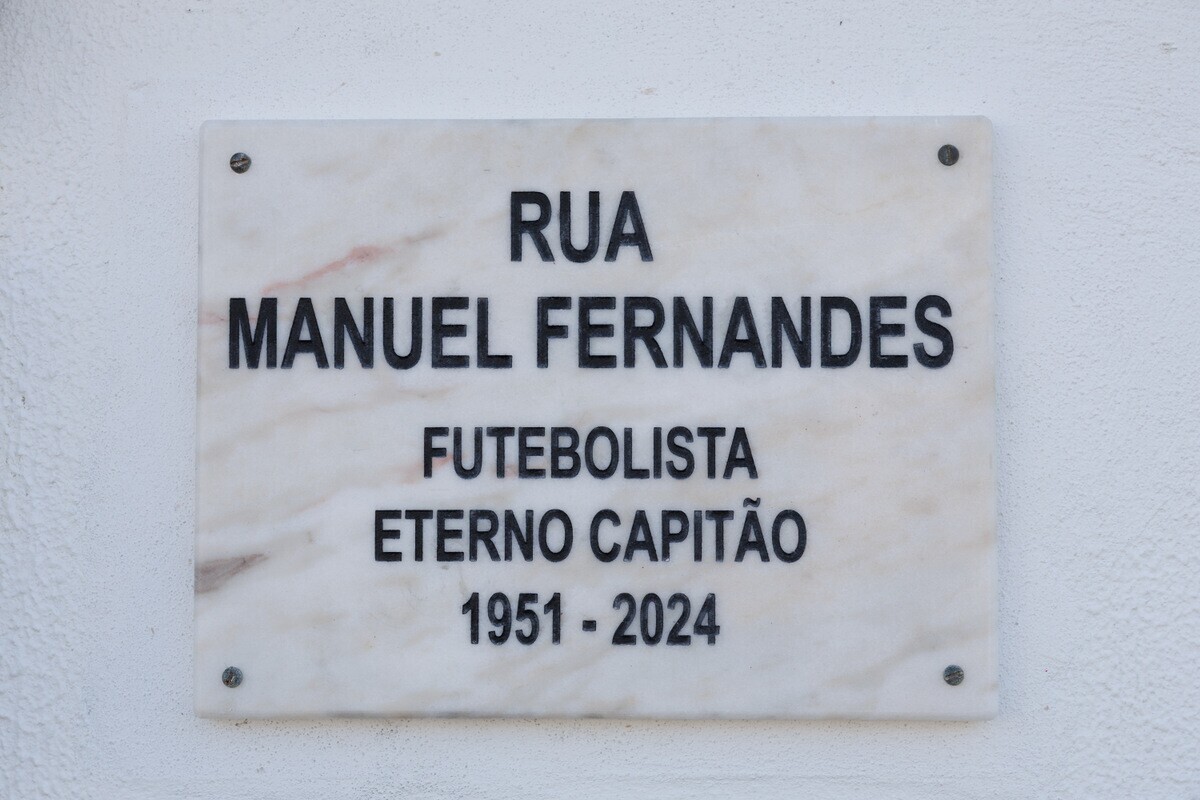 RUA
MANUEL FERNANDES
FUTEBOLISTA
ETERNO CAPITÃO
1951 - 2024